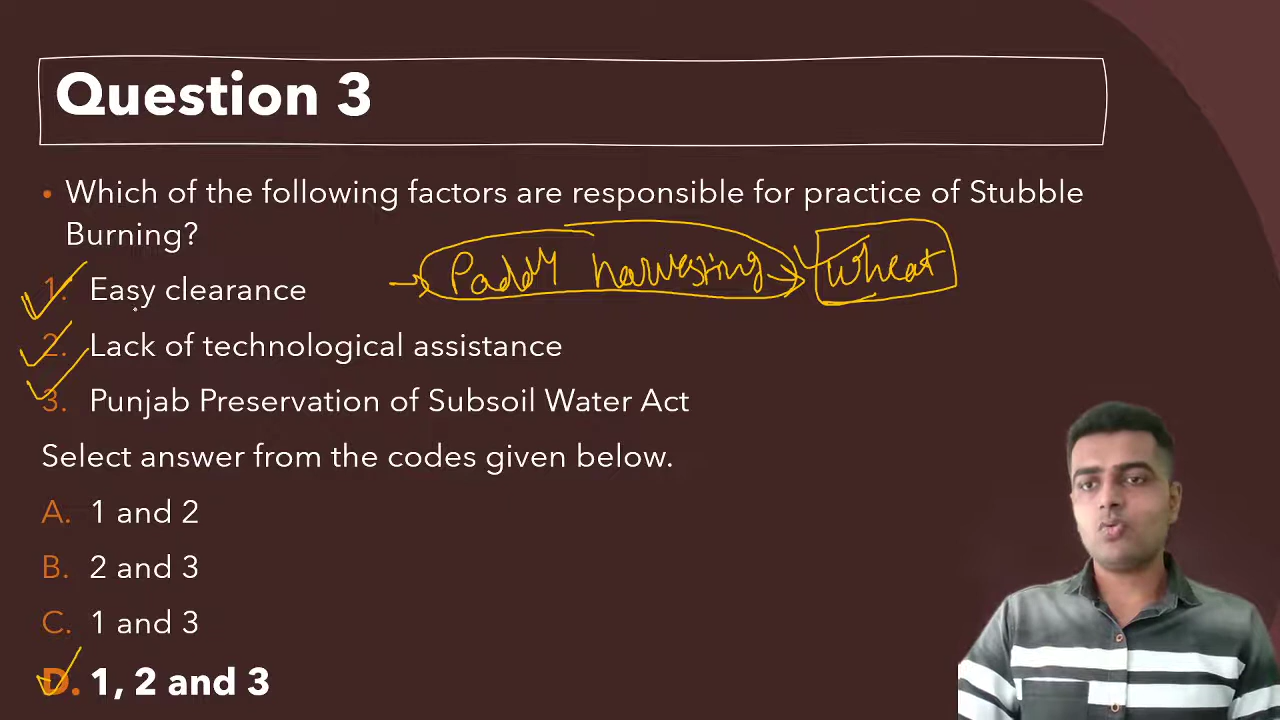 Question 3
• Which of the following factors are responsible for practice of Stubble
Burning?
Paddy harvesting → Wheat
1. Easy clearance
2. Lack of technological assistance
3. Punjab Preservation of Subsoil Water Act
Select answer from the codes given below.
A. 1 and 2
B. 2 and 3
C. 1 and 3
D. 1, 2 and 3